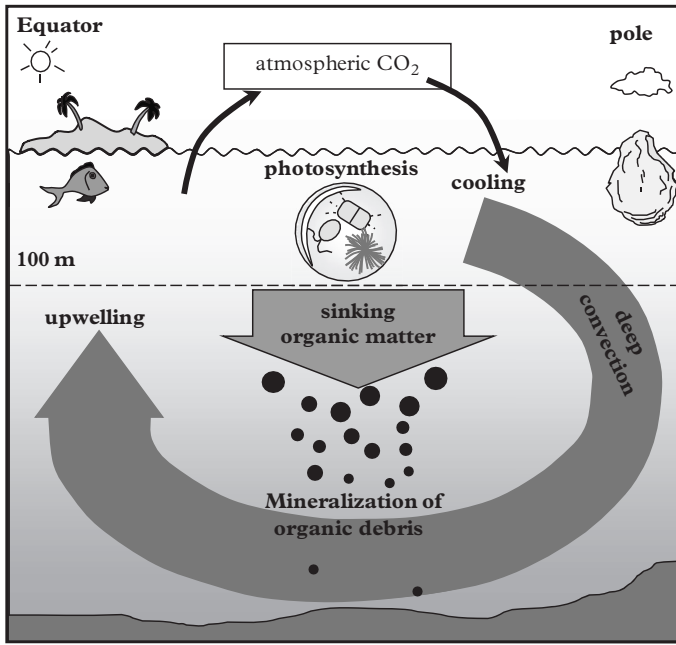 Equator
pole
atmospheric CO₂
photosynthesis
cooling
100 m
upwelling
sinking
organic matter
deep
convection
Mineralization of
organic debris